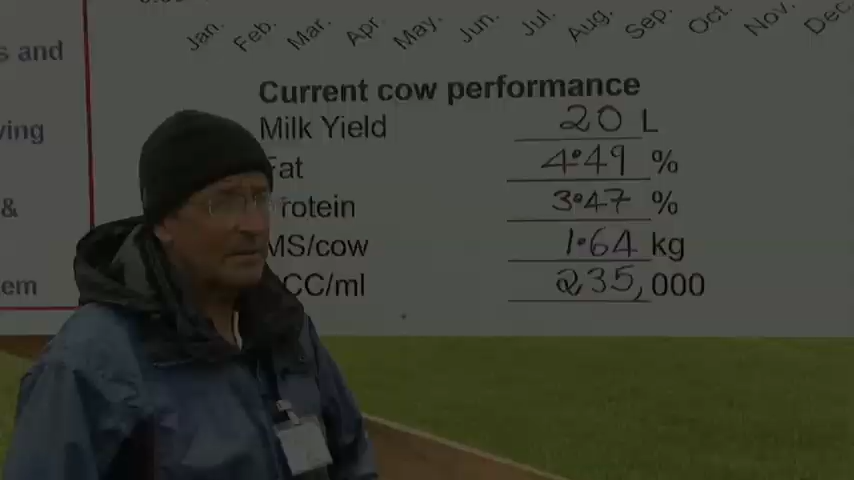 s and
ving
&
em
Jan. Feb. Mar. Apr. May. Jun. Jul. Aug. Sep. Oct. Nov. Dec
Current cow performance
Milk Yield 20 L
Fat 4.49 %
rotein 3.47 %
MS/cow 1.64 kg
CC/ml 235,000